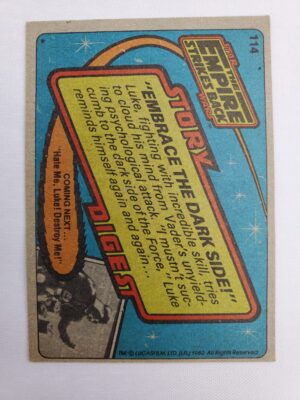 114
STAR THE WARS
EMPIRE
STRIKES BACK
STORY
DIGEST
"EMBRACE THE DARK SIDE!"
Luke, fighting with incredible skill, tries
to cloud his mind from Vader's unyield-
ing psychological attack. "I mustn't suc-
cumb to the dark side of the Force," Luke
reminds himself again and again...
COMING NEXT...
"Hate Me, Luke! Destroy Me!"
TM: © LUCASFILM LTD. (LFL) 1980. All Rights Reserved